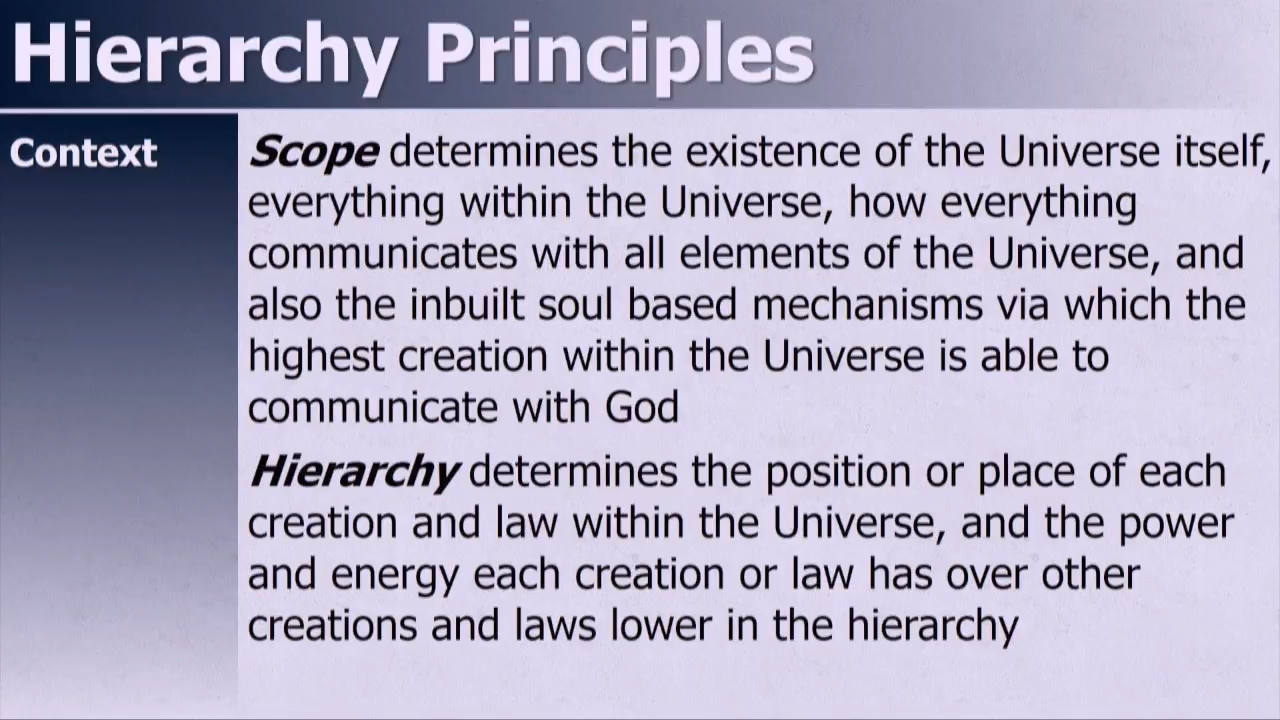 Hierarchy Principles
Context
Scope determines the existence of the Universe itself,
everything within the Universe, how everything
communicates with all elements of the Universe, and
also the inbuilt soul based mechanisms via which the
highest creation within the Universe is able to
communicate with God
Hierarchy determines the position or place of each
creation and law within the Universe, and the power
and energy each creation or law has over other
creations and laws lower in the hierarchy